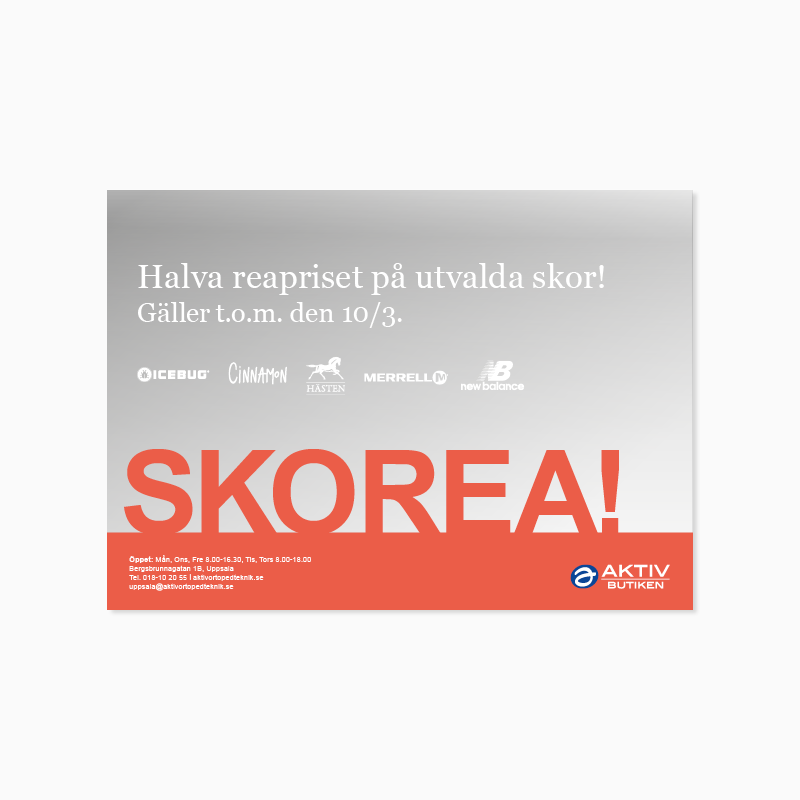 Halva reapriset på utvalda skor!
Gäller t.o.m. den 10/3.
ICEBUG CINNAMON HÄSTEN MERRELL M NB new balance
SKOREA!
Öppet: Mån, Ons, Fre 8.00-16.30, Tis, Tors 8.00-18.00
Bergsbrunnagatan 1B, Uppsala
Tel. 018-10 20 55 | aktivortopedteknik.se
uppsala@aktivortopedteknik.se
AKTIV
BUTIKEN